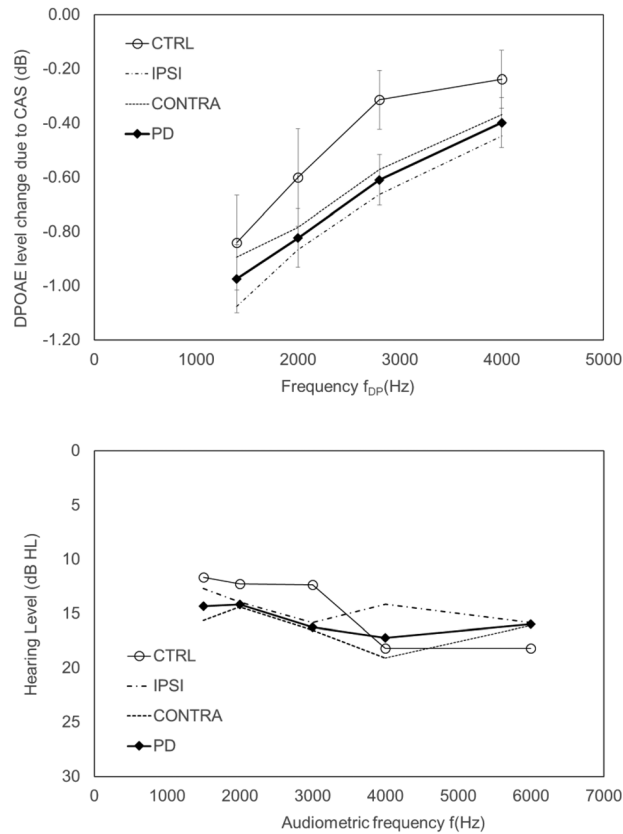 DPOAE level change due to CAS (dB)
0.00
-0.20
-0.40
-0.60
-0.80
-1.00
-1.20
CTRL
IPSI
CONTRA
PD
0 1000 2000 3000 4000 5000
Frequency fDP(Hz)
Hearing Level (dB HL)
0
5
10
15
20
25
30
CTRL
IPSI
CONTRA
PD
0 1000 2000 3000 4000 5000 6000 7000
Audiometric frequency f(Hz)